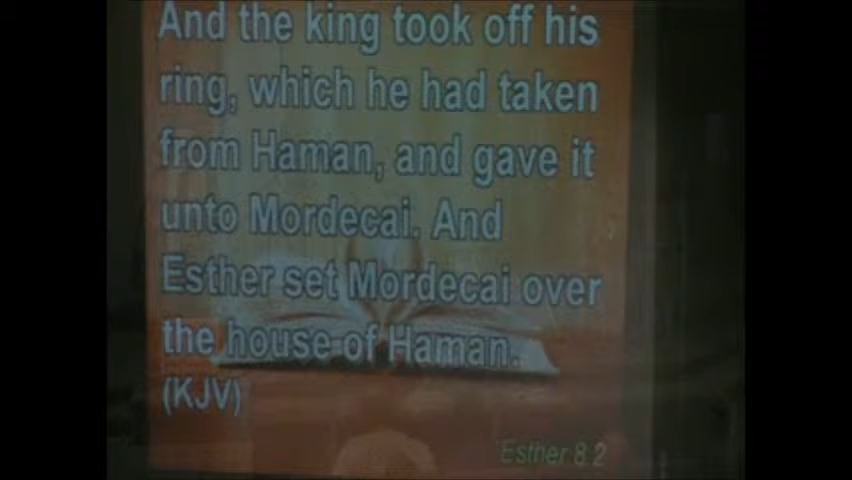 And the king took off his
ring, which he had taken
from Haman, and gave it
unto Mordecai. And
Esther set Mordecai over
the house of Haman.
(KJV)
Esther 8:2